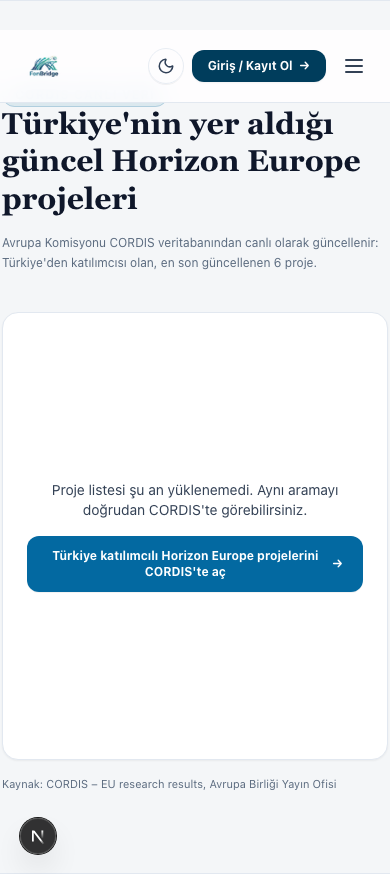 FonBridge
Giriş / Kayıt Ol →
Türkiye'nin yer aldığı
güncel Horizon Europe
projeleri
Avrupa Komisyonu CORDIS veritabanından canlı olarak güncellenir:
Türkiye'den katılımcısı olan, en son güncellenen 6 proje.
Proje listesi şu an yüklenemedi. Aynı aramayı
doğrudan CORDIS'te görebilirsiniz.
Türkiye katılımcılı Horizon Europe projelerini
CORDIS'te aç →
Kaynak: CORDIS – EU research results, Avrupa Birliği Yayın Ofisi
N